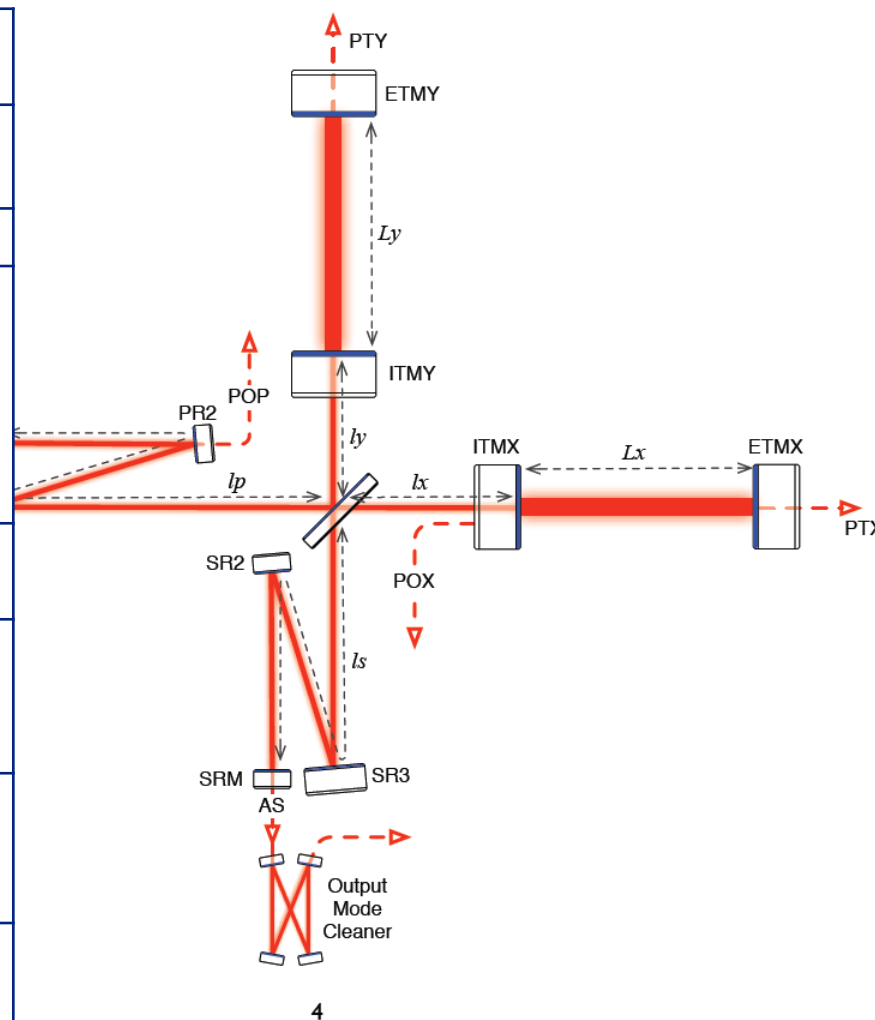 PTY
ETMY
Ly
ITMY
POP
PR2
ly
ITMX
Lx
ETMX
lp
lx
PTX
SR2
POX
ls
SRM
SR3
AS
Output
Mode
Cleaner
4